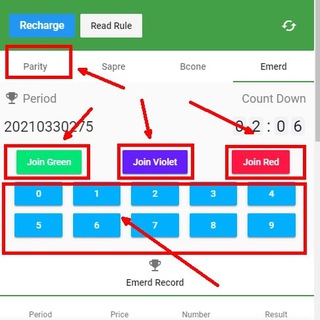 Recharge Read Rule
Parity Sapre Bcone Emerd
Period Count Down
20210330275 02:06
Join Green Join Violet Join Red
0 1 2 3 4
5 6 7 8 9
Emerd Record
Period Price Number Result